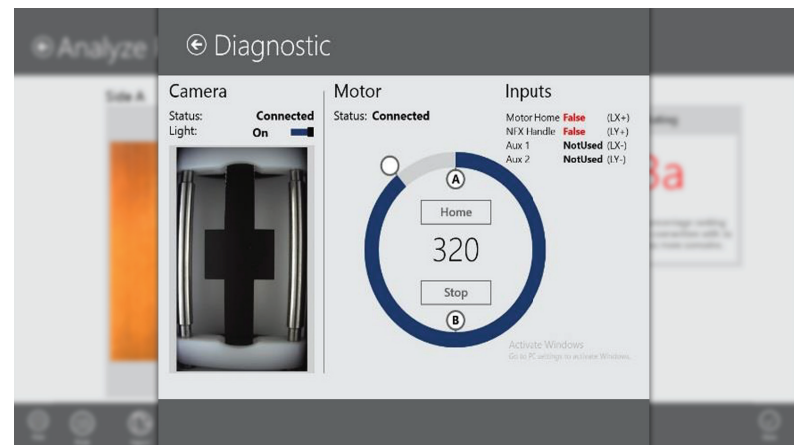 Analyze
Diagnostic
Side A
Camera
Status: Connected
Light: On
Motor
Status: Connected
A
Home
320
Stop
B
Inputs
Motor Home False (LX+)
NFX Handle False (LY+)
Aux 1 NotUsed (LX-)
Aux 2 NotUsed (LY-)
Activate Windows
Go to PC settings to activate Windows.
3a